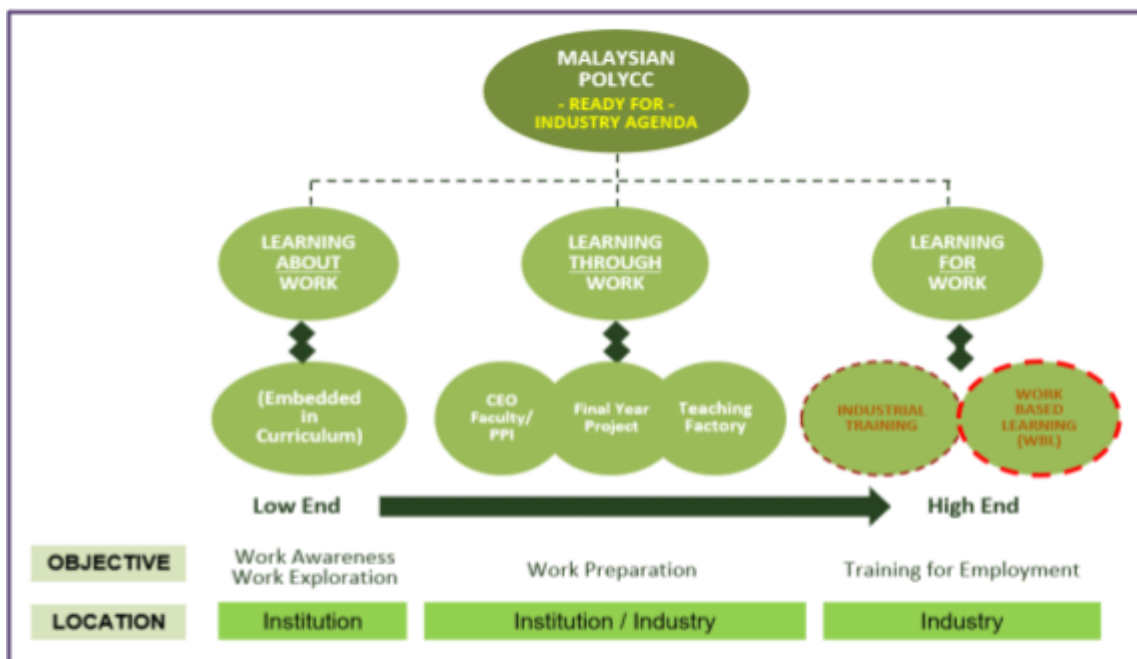 MALAYSIAN
POLYCC
- READY FOR -
INDUSTRY AGENDA
LEARNING
ABOUT
WORK
LEARNING
THROUGH
WORK
LEARNING
FOR
WORK
(Embedded
in
Curriculum)
CEO
Faculty/
PPI
Final Year
Project
Teaching
Factory
INDUSTRIAL
TRAINING
WORK
BASED
LEARNING
(WBL)
Low End
High End
OBJECTIVE
Work Awareness
Work Exploration
Work Preparation
Training for Employment
LOCATION
Institution
Institution / Industry
Industry